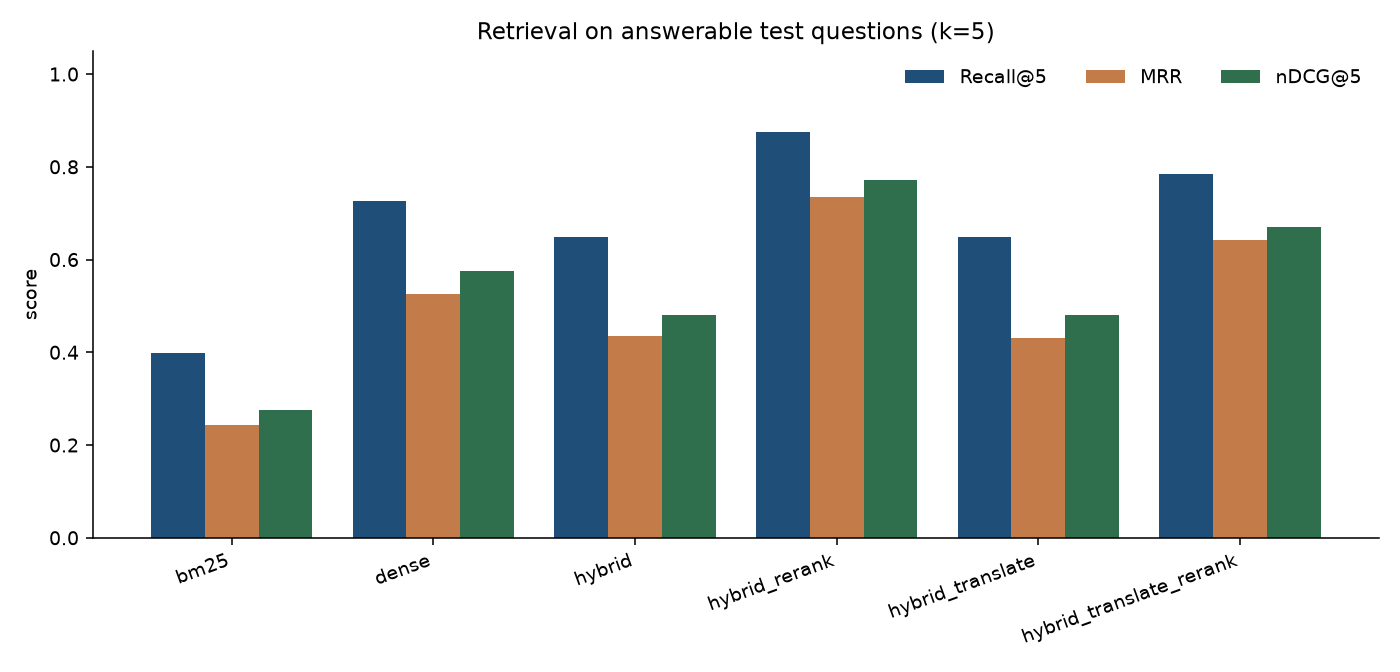 Retrieval on answerable test questions (k=5)
Recall@5 MRR nDCG@5
1.0
0.8
0.6
0.4
0.2
0.0
score
bm25 dense hybrid hybrid_rerank hybrid_translate hybrid_translate_rerank